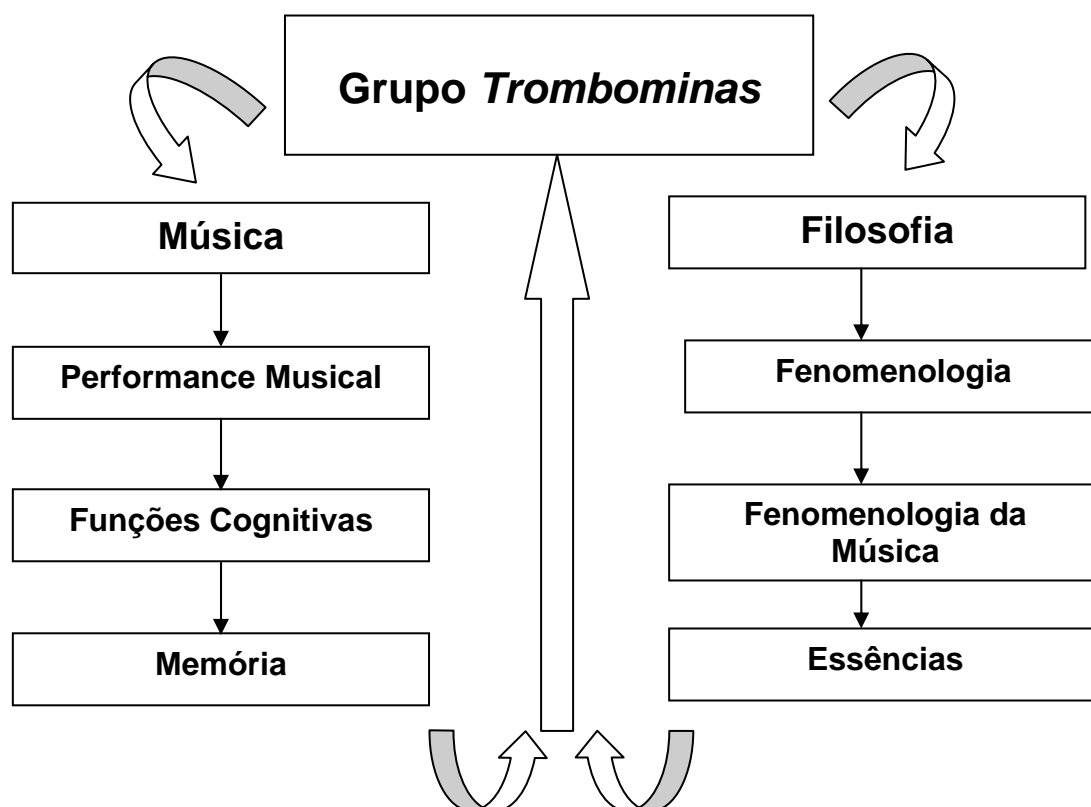 Grupo Trombominas
Música
Performance Musical
Funções Cognitivas
Memória
Filosofia
Fenomenologia
Fenomenologia da
Música
Essências